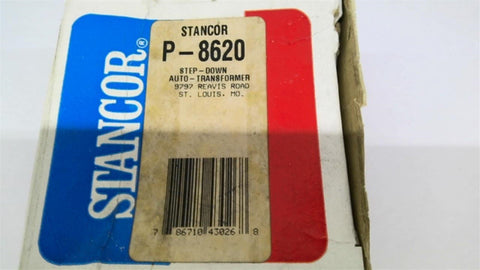 STANCOR®
STANCOR
P-8620
STEP-DOWN
AUTO-TRANSFORMER
9797 REAVIS ROAD
ST. LOUIS, MO.
7 86710 43026 8